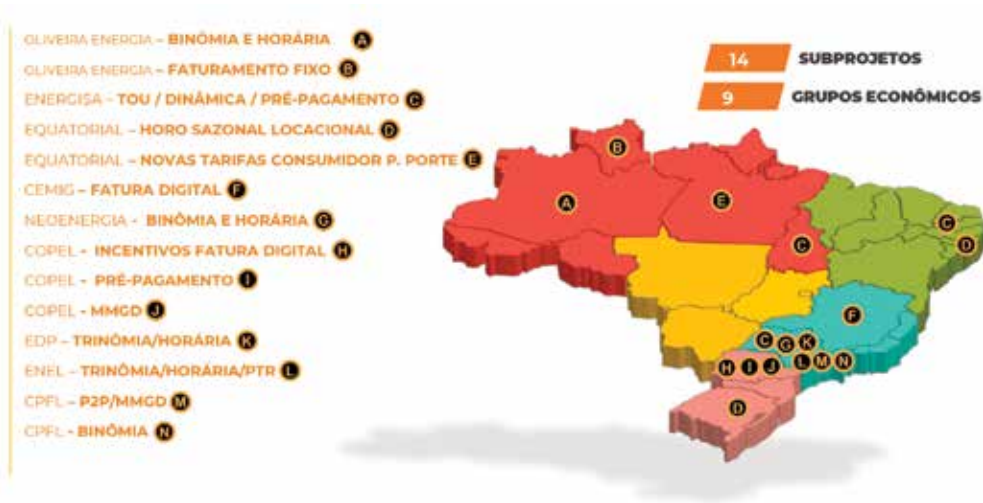 OLIVEIRA ENERGIA – BINÔMIA E HORÁRIA A
OLIVEIRA ENERGIA – FATURAMENTO FIXO B
ENERGISA – TOU / DINÂMICA / PRÉ-PAGAMENTO C
EQUATORIAL – HORO SAZONAL LOCACIONAL D
EQUATORIAL – NOVAS TARIFAS CONSUMIDOR P. PORTE E
CEMIG – FATURA DIGITAL F
NEOENERGIA - BINÔMIA E HORÁRIA G
COPEL - INCENTIVOS FATURA DIGITAL H
COPEL - PRÉ-PAGAMENTO I
COPEL - MMGD J
EDP – TRINÔMIA/HORÁRIA K
ENEL – TRINÔMIA/HORÁRIA/PTR L
CPFL – P2P/MMGD M
CPFL - BINÔMIA N
14 SUBPROJETOS
9 GRUPOS ECONÔMICOS
B
A
E
C
C
D
F
C G K
H I J L M N
D